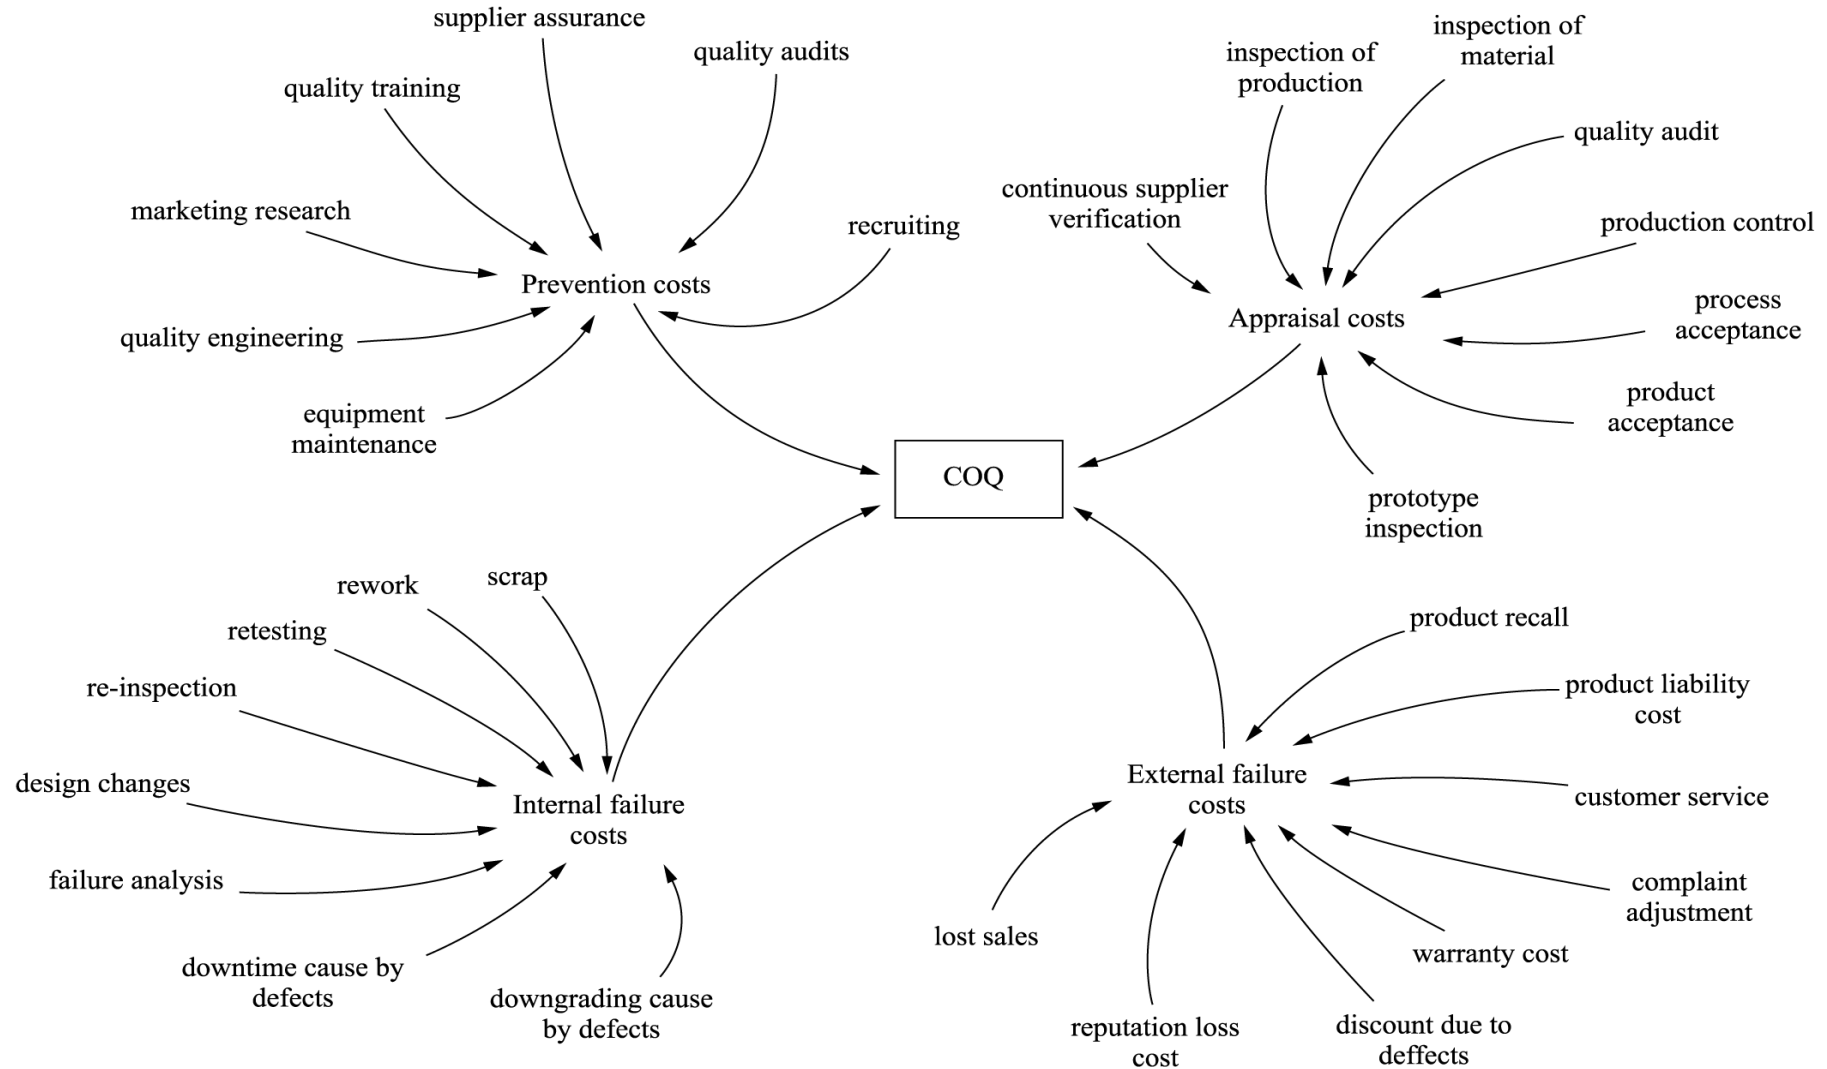 supplier assurance
quality audits
quality training
marketing research
recruiting
Prevention costs
quality engineering
equipment
maintenance
inspection of
production
inspection of
material
quality audit
continuous supplier
verification
production control
Appraisal costs
process
acceptance
product
acceptance
prototype
inspection
COQ
scrap
rework
retesting
re-inspection
design changes
Internal failure
costs
failure analysis
downtime cause by
defects
downgrading cause
by defects
product recall
product liability
cost
External failure
costs
customer service
complaint
adjustment
lost sales
warranty cost
reputation loss
cost
discount due to
deffects